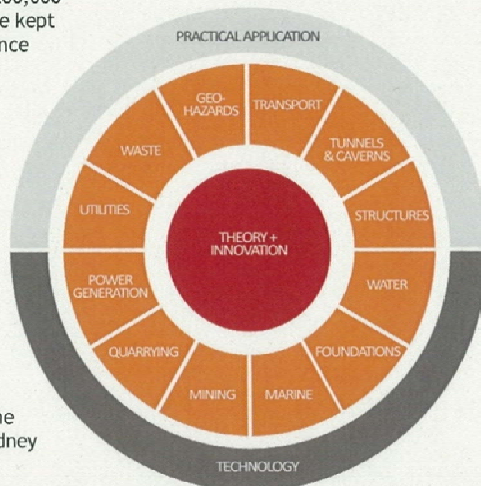 e kept
nce
PRACTICAL APPLICATION
GEO-
HAZARDS
TRANSPORT
TUNNELS
& CAVERNS
STRUCTURES
WATER
FOUNDATIONS
MARINE
MINING
QUARRYING
POWER
GENERATION
UTILITIES
WASTE
THEORY +
INNOVATION
ne
dney
TECHNOLOGY